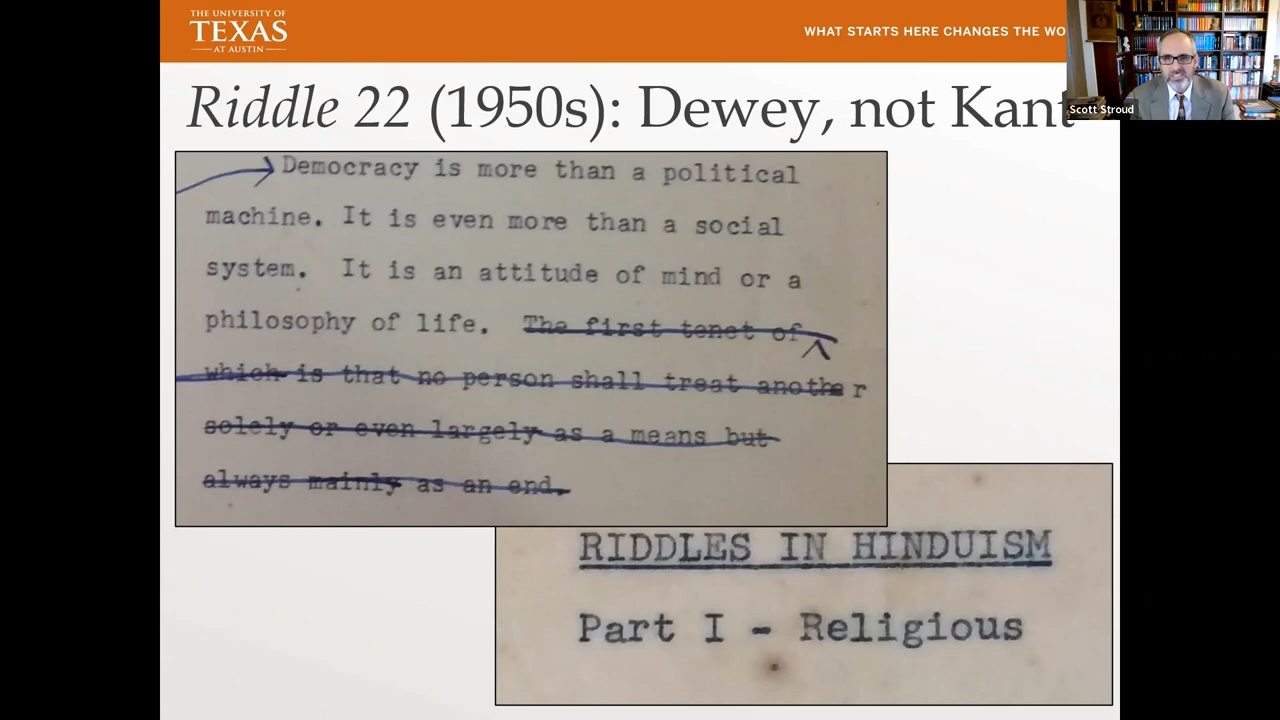 THE UNIVERSITY OF
TEXAS
AT AUSTIN
WHAT STARTS HERE CHANGES THE WO
Scott Stroud
Riddle 22 (1950s): Dewey, not Kant
Democracy is more than a political
machine. It is even more than a social
system. It is an attitude of mind or a
philosophy of life. The first tenet of
which is that no person shall treat another
solely or even largely as a means but
always mainly as an end.
RIDDLES IN HINDUISM
Part I - Religious